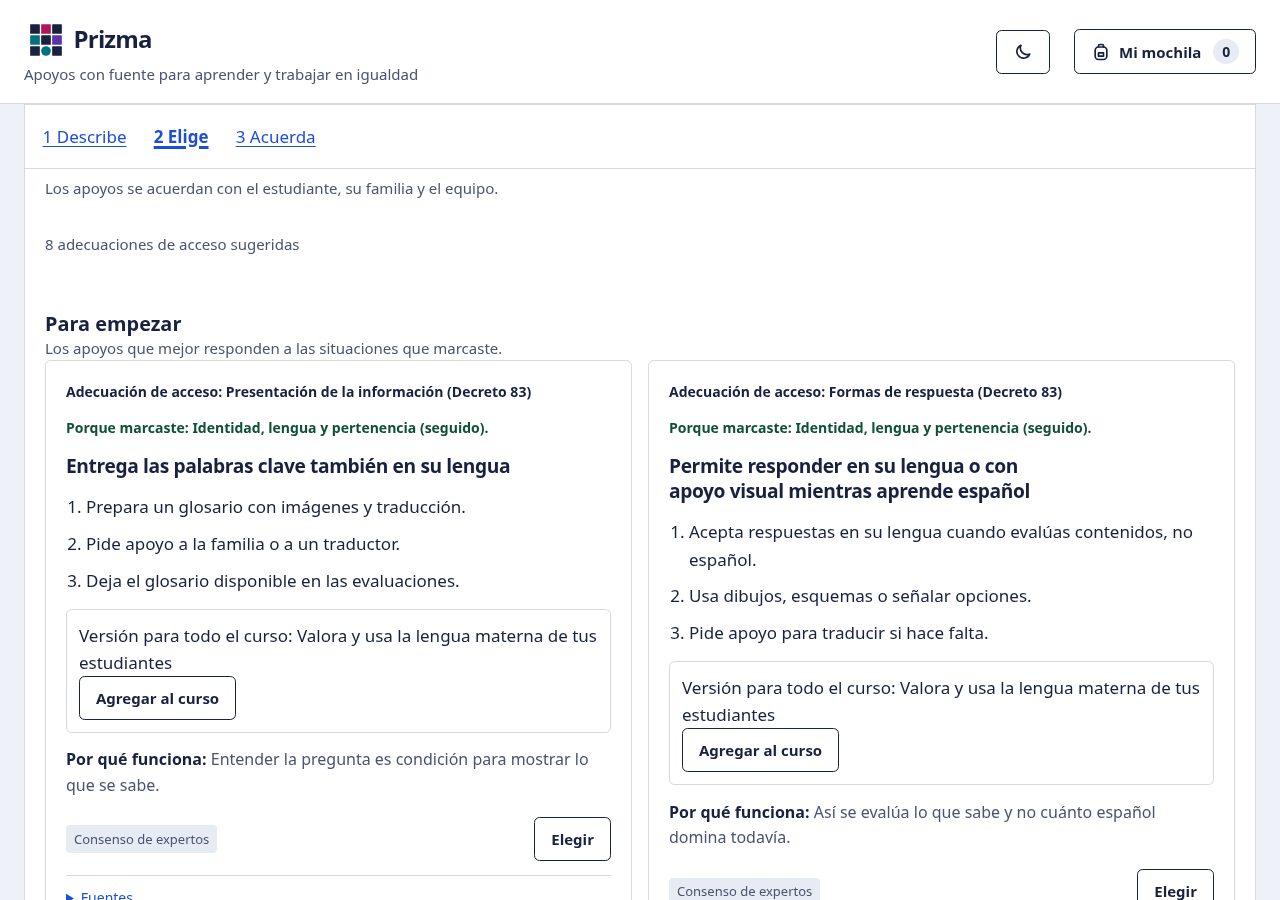 Prizma
Apoyos con fuente para aprender y trabajar en igualdad
Mi mochila 0
1 Describe
2 Elige
3 Acuerda
Los apoyos se acuerdan con el estudiante, su familia y el equipo.
8 adecuaciones de acceso sugeridas
Para empezar
Los apoyos que mejor responden a las situaciones que marcaste.
Adecuación de acceso: Presentación de la información (Decreto 83)
Porque marcaste: Identidad, lengua y pertenencia (seguido).
Entrega las palabras clave también en su lengua
1. Prepara un glosario con imágenes y traducción.
2. Pide apoyo a la familia o a un traductor.
3. Deja el glosario disponible en las evaluaciones.
Versión para todo el curso: Valora y usa la lengua materna de tus
estudiantes
Agregar al curso
Por qué funciona: Entender la pregunta es condición para mostrar lo
que se sabe.
Consenso de expertos
Elegir
Fuentes
Adecuación de acceso: Formas de respuesta (Decreto 83)
Porque marcaste: Identidad, lengua y pertenencia (seguido).
Permite responder en su lengua o con
apoyo visual mientras aprende español
1. Acepta respuestas en su lengua cuando evalúas contenidos, no
español.
2. Usa dibujos, esquemas o señalar opciones.
3. Pide apoyo para traducir si hace falta.
Versión para todo el curso: Valora y usa la lengua materna de tus
estudiantes
Agregar al curso
Por qué funciona: Así se evalúa lo que sabe y no cuánto español
domina todavía.
Consenso de expertos
Elegir